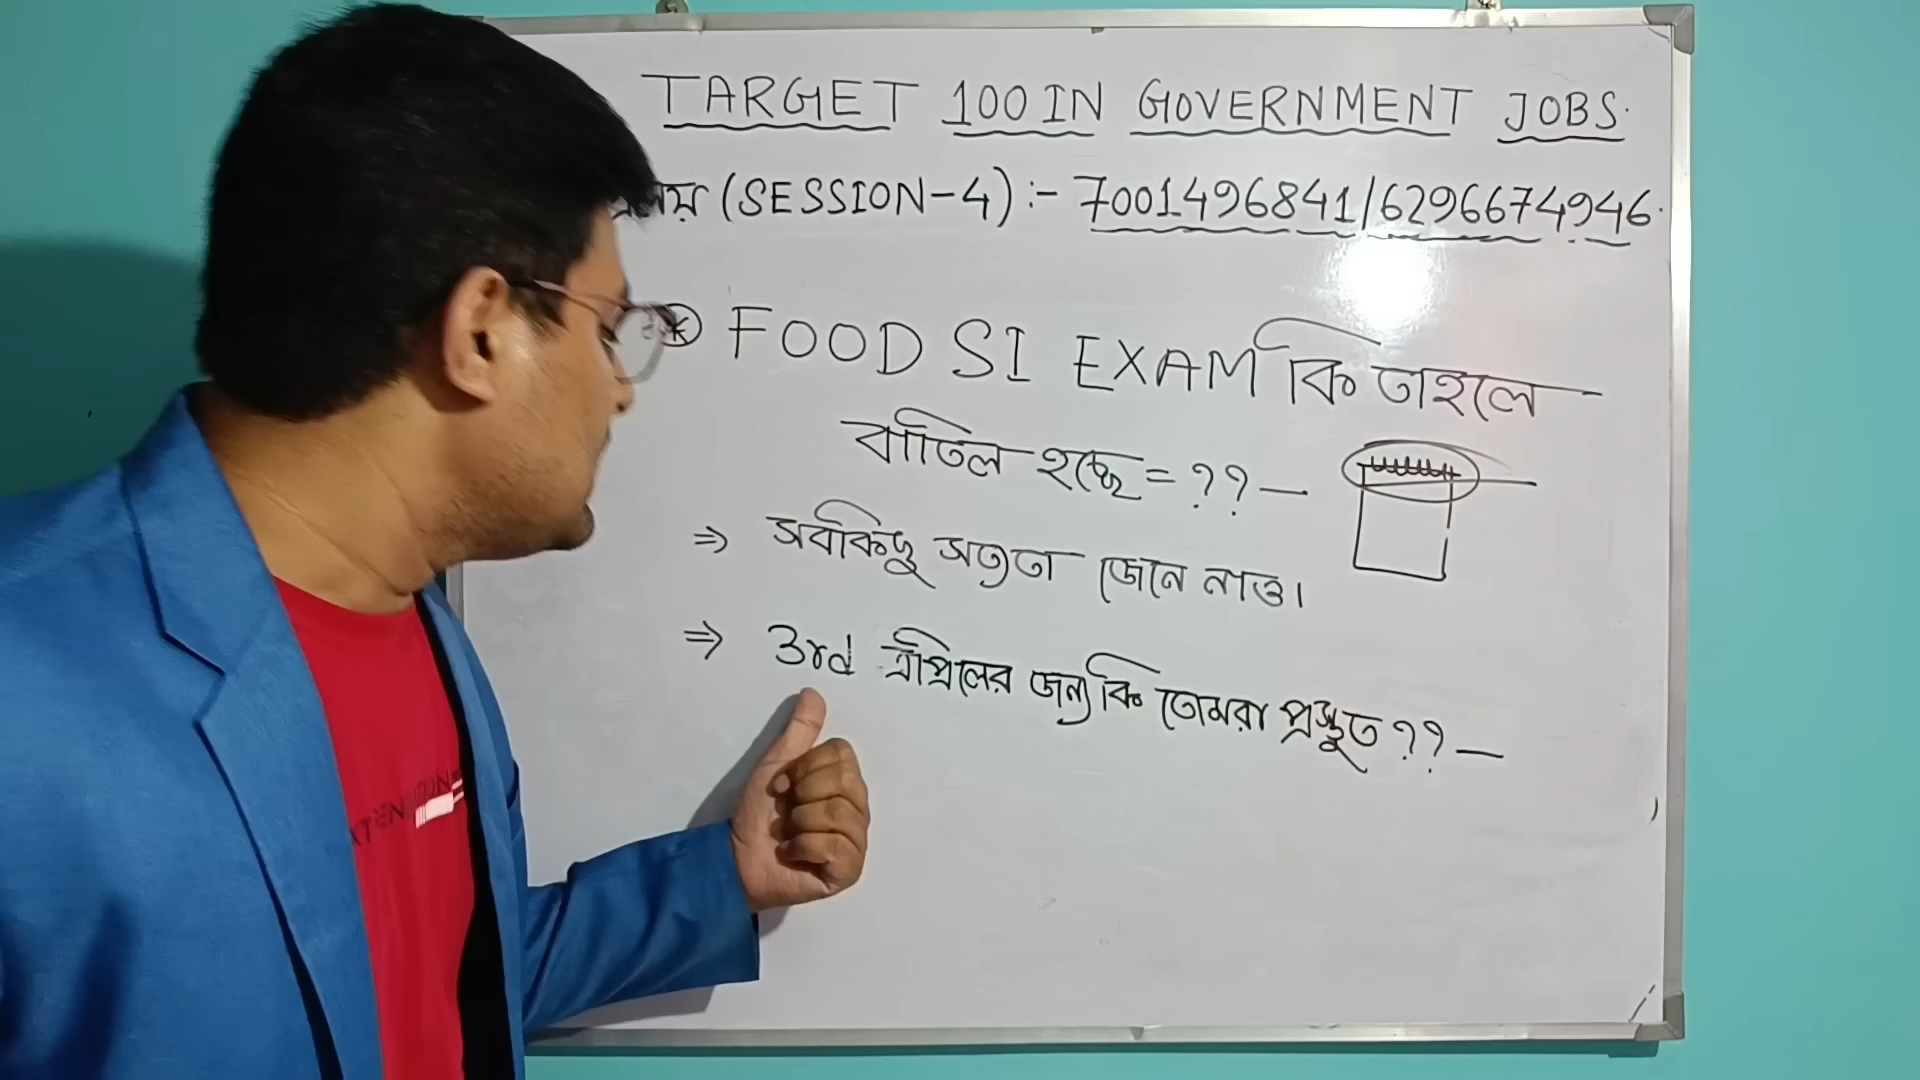 TARGET 100 IN GOVERNMENT JOBS.
(SESSION-4) :- 7001496841/6296674946.
FOOD SI EXAM কি তাহলে
বাতিল হচ্ছে = ?? —
⇒ সবকিছু সত্যতা জেনে নাও।
⇒ 3rd এপ্রিলের জন্য কি তোমরা প্রস্তুত ?? —